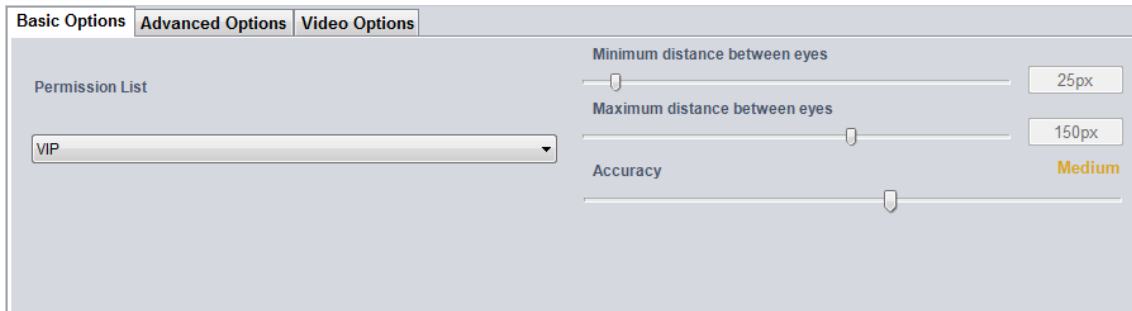 Basic Options Advanced Options Video Options
Permission List
VIP
Minimum distance between eyes
25px
Maximum distance between eyes
150px
Accuracy Medium